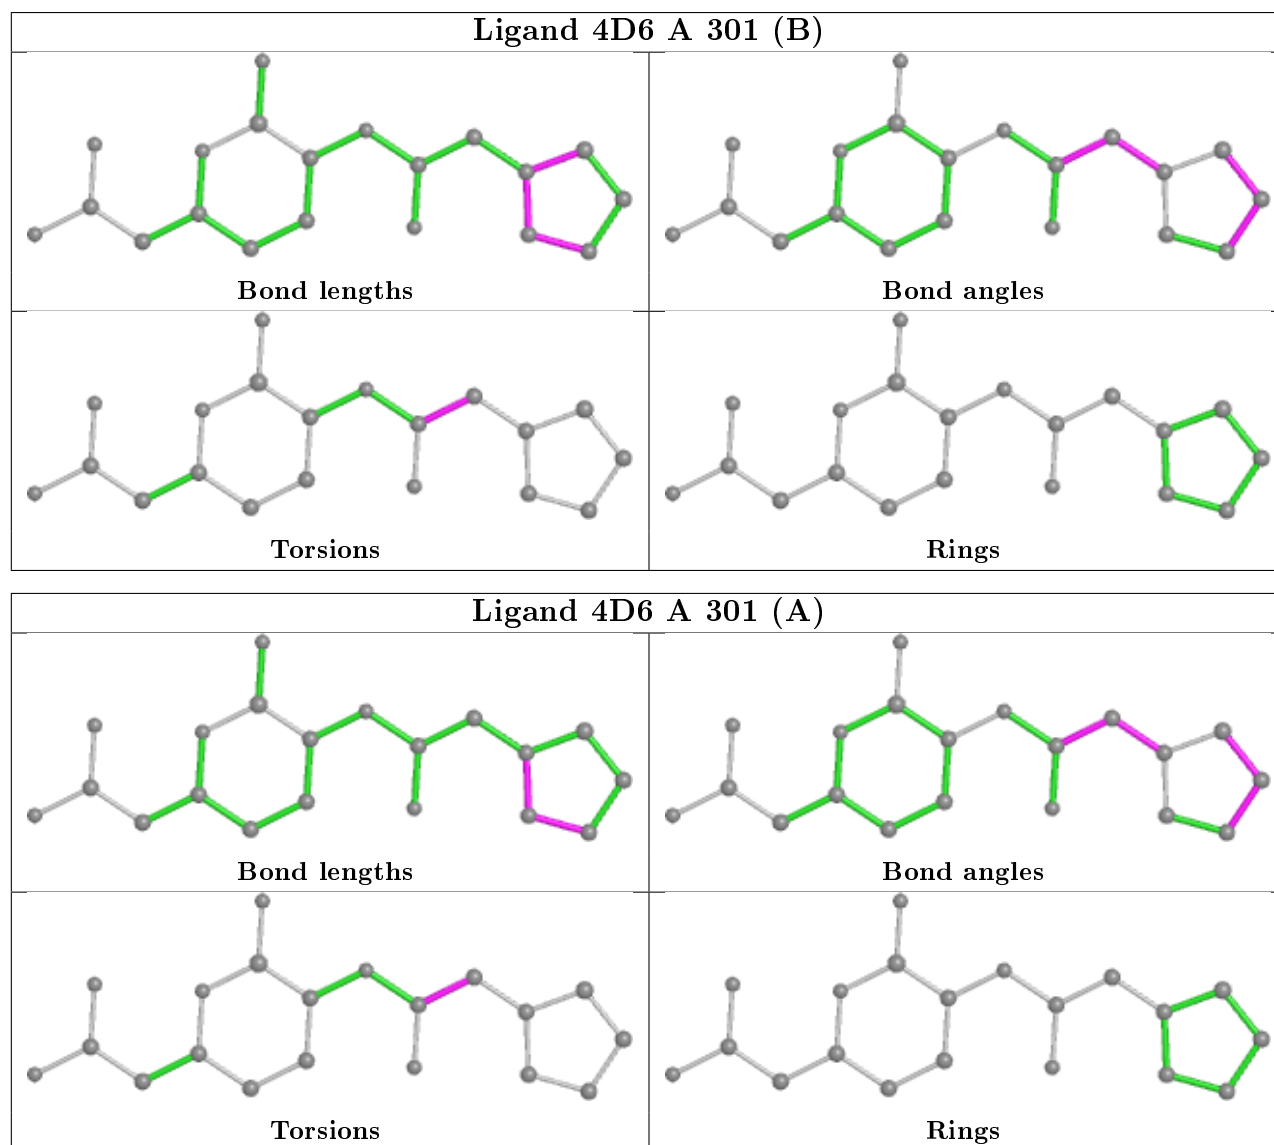 Ligand 4D6 A 301 (B)
Bond lengths
Bond angles
Torsions
Rings
Ligand 4D6 A 301 (A)
Bond lengths
Bond angles
Torsions
Rings